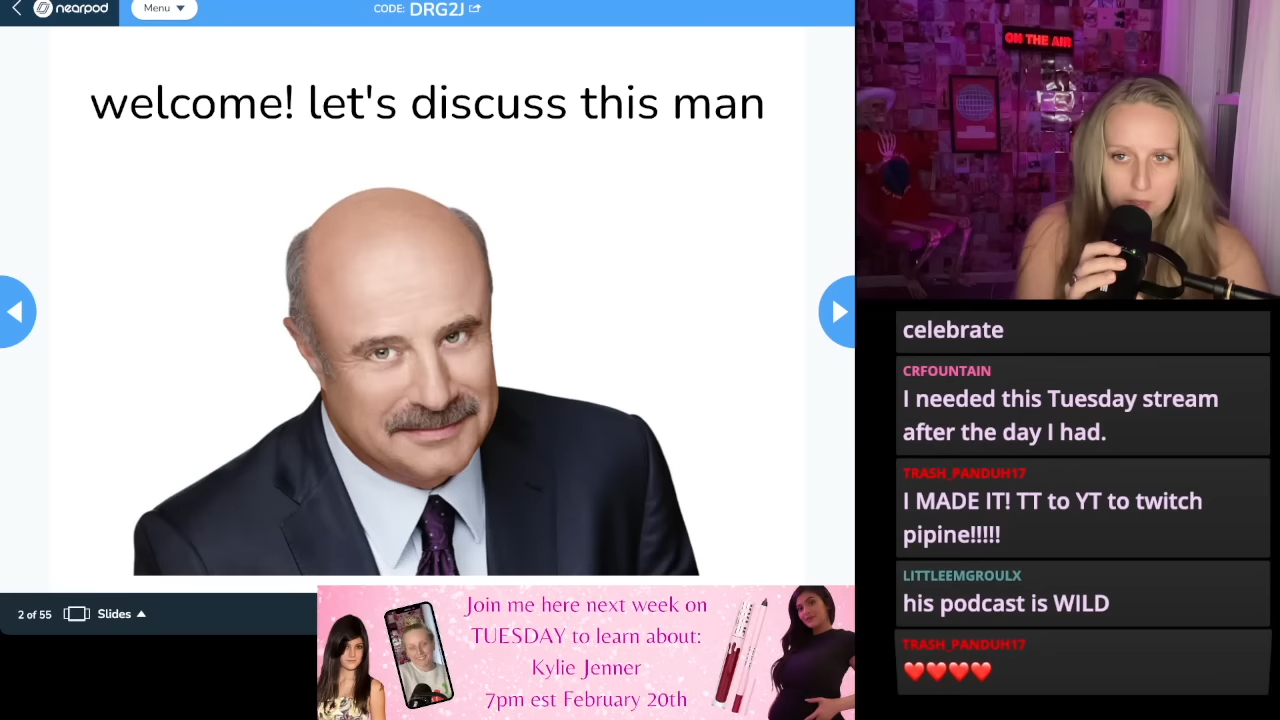 nearpod
Menu
CODE: DRG2J
welcome! let's discuss this man
2 of 55
Slides
ON THE AIR
celebrate
CRFOUNTAIN
I needed this Tuesday stream
after the day I had.
TRASH_PANDUH17
I MADE IT! TT to YT to twitch
pipine!!!!!
LITTLEEMGROULX
his podcast is WILD
TRASH_PANDUH17
Join me here next week on
TUESDAY to learn about:
Kylie Jenner
7pm est February 20th